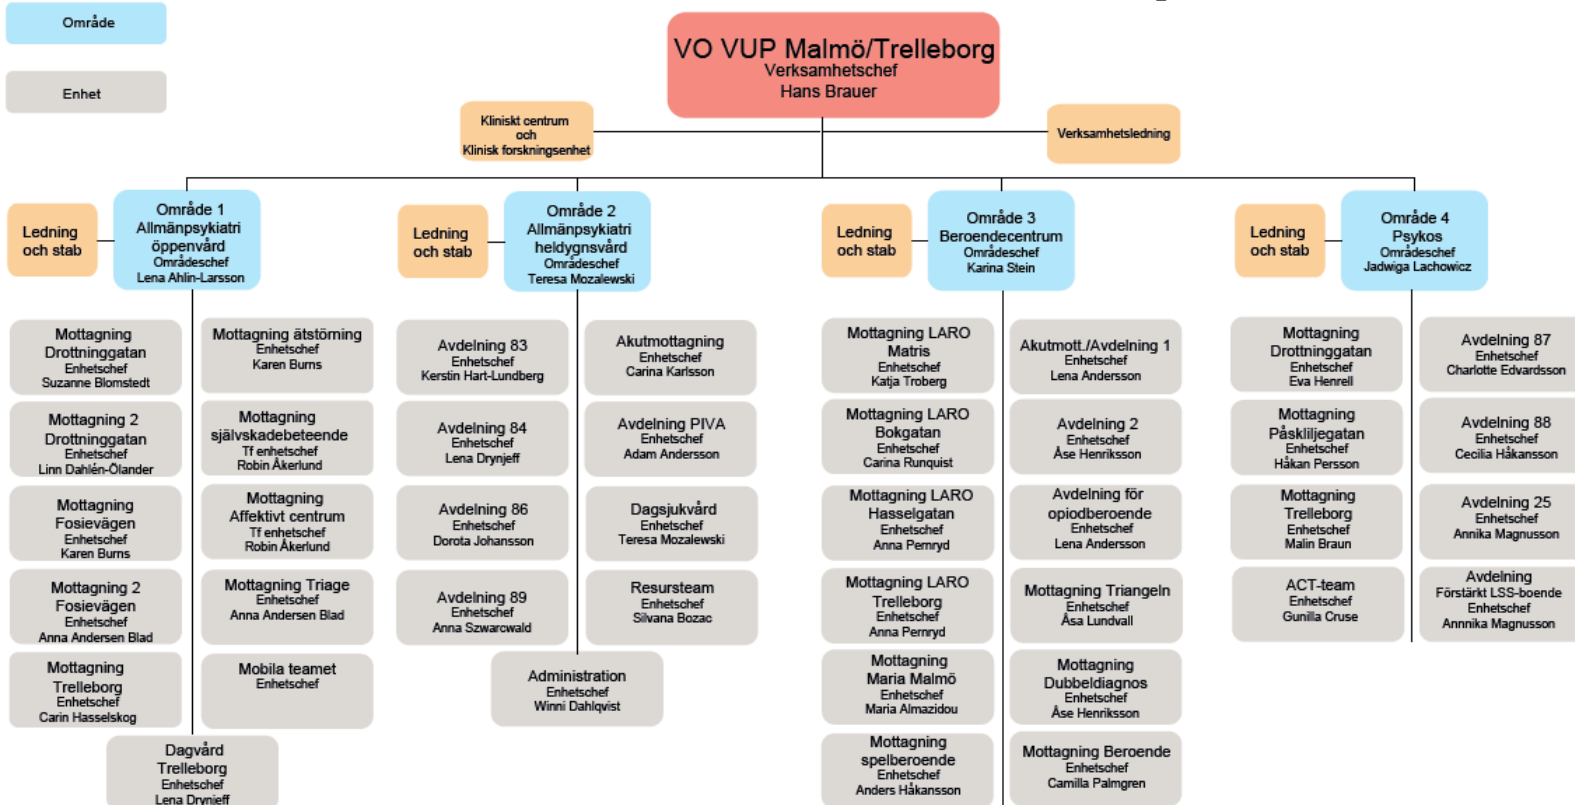 Område
Enhet
VO VUP Malmö/Trelleborg
Verksamhetschef
Hans Brauer
Kliniskt centrum
och
Klinisk forskningsenhet
Verksamhetsledning
Ledning
och stab
Område 1
Allmänpsykiatri
öppenvård
Områdeschef
Lena Ahlin-Larsson
Mottagning
Drottninggatan
Enhetschef
Suzanne Blomstedt
Mottagning ätstörning
Enhetschef
Karen Burns
Mottagning 2
Drottninggatan
Enhetschef
Linn Dahlén-Ölander
Mottagning
självskadebeteende
Tf enhetschef
Robin Åkerlund
Mottagning
Fosievägen
Enhetschef
Karen Burns
Mottagning
Affektivt centrum
Tf enhetschef
Robin Åkerlund
Mottagning 2
Fosievägen
Enhetschef
Anna Andersen Blad
Mottagning Triage
Enhetschef
Anna Andersen Blad
Mottagning
Trelleborg
Enhetschef
Carin Hasselskog
Mobila teamet
Enhetschef
Dagvård
Trelleborg
Enhetschef
Lena Drynjeff
Ledning
och stab
Område 2
Allmänpsykiatri
heldygnsvård
Områdeschef
Teresa Mozalewski
Avdelning 83
Enhetschef
Kerstin Hart-Lundberg
Akutmottagning
Enhetschef
Carina Karlsson
Avdelning 84
Enhetschef
Lena Drynjeff
Avdelning PIVA
Enhetschef
Adam Andersson
Avdelning 86
Enhetschef
Dorota Johansson
Dagsjukvård
Enhetschef
Teresa Mozalewski
Avdelning 89
Enhetschef
Anna Szwarcwald
Resursteam
Enhetschef
Silvana Bozac
Administration
Enhetschef
Winni Dahlqvist
Ledning
och stab
Område 3
Beroendecentrum
Områdeschef
Karina Stein
Mottagning LARO
Matris
Enhetschef
Katja Troberg
Akutmott./Avdelning 1
Enhetschef
Lena Andersson
Mottagning LARO
Bokgatan
Enhetschef
Carina Runquist
Avdelning 2
Enhetschef
Åse Henriksson
Mottagning LARO
Hasselgatan
Enhetschef
Anna Pernryd
Avdelning för
opiodberoende
Enhetschef
Lena Andersson
Mottagning LARO
Trelleborg
Enhetschef
Anna Pernryd
Mottagning Triangeln
Enhetschef
Åsa Lundvall
Mottagning
Maria Malmö
Enhetschef
Maria Almazidou
Mottagning
Dubbeldiagnos
Enhetschef
Åse Henriksson
Mottagning
spelberoende
Enhetschef
Anders Håkansson
Mottagning Beroende
Enhetschef
Camilla Palmgren
Ledning
och stab
Område 4
Psykos
Områdeschef
Jadwiga Lachowicz
Mottagning
Drottninggatan
Enhetschef
Eva Henrell
Avdelning 87
Enhetschef
Charlotte Edvardsson
Mottagning
Påskliljegatan
Enhetschef
Håkan Persson
Avdelning 88
Enhetschef
Cecilia Håkansson
Mottagning
Trelleborg
Enhetschef
Malin Braun
Avdelning 25
Enhetschef
Annika Magnusson
ACT-team
Enhetschef
Gunilla Cruse
Avdelning
Förstärkt LSS-boende
Enhetschef
Annnika Magnusson